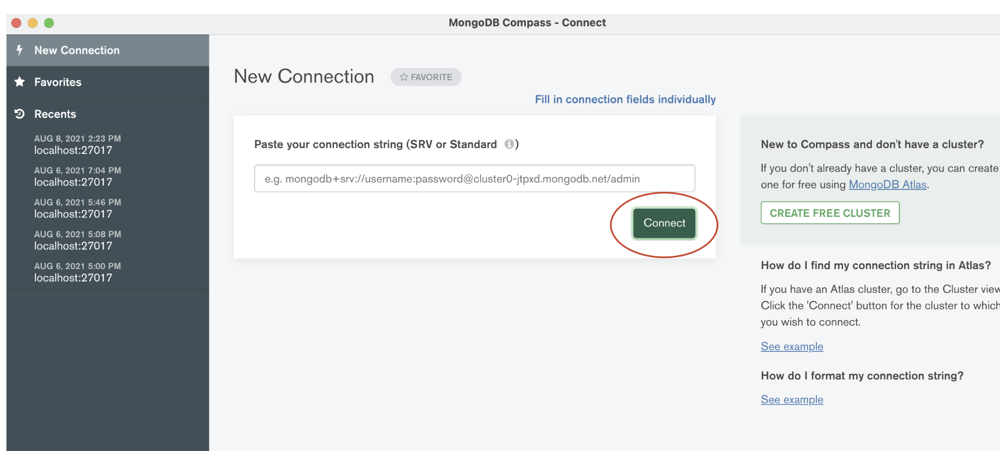 MongoDB Compass - Connect
New Connection
Favorites
Recents
AUG 8, 2021 2:23 PM
localhost:27017
AUG 6, 2021 7:04 PM
localhost:27017
AUG 6, 2021 5:46 PM
localhost:27017
AUG 6, 2021 5:08 PM
localhost:27017
AUG 6, 2021 5:00 PM
localhost:27017
New Connection
FAVORITE
Fill in connection fields individually
Paste your connection string (SRV or Standard )
e.g. mongodb+srv://username:password@cluster0-jtpxd.mongodb.net/admin
Connect
New to Compass and don't have a cluster?
If you don't already have a cluster, you can create
one for free using MongoDB Atlas.
CREATE FREE CLUSTER
How do I find my connection string in Atlas?
If you have an Atlas cluster, go to the Cluster view
Click the 'Connect' button for the cluster to which
you wish to connect.
See example
How do I format my connection string?
See example